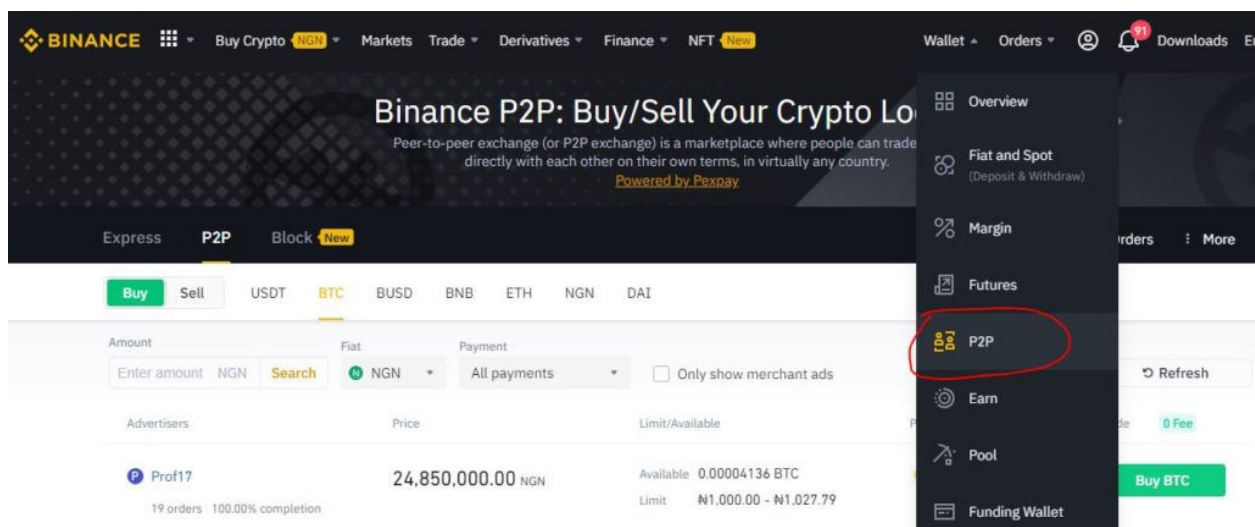 BINANCE Buy Crypto NGN Markets Trade Derivatives Finance NFT New Wallet Orders 91 Downloads
Binance P2P: Buy/Sell Your Crypto
Peer-to-peer exchange (or P2P exchange) is a marketplace where people can trade
directly with each other on their own terms, in virtually any country.
Powered by Pexpay
Express P2P Block New More
Buy Sell USDT BTC BUSD BNB ETH NGN DAI
Amount Fiat Payment
Enter amount NGN Search NGN All payments Only show merchant ads Refresh
Advertisers Price Limit/Available 0 Fee
P Prof17 24,850,000.00 NGN Available 0.00004136 BTC Buy BTC
19 orders 100.00% completion Limit ₦1,000.00 - ₦1,027.79
Overview
Fiat and Spot
(Deposit & Withdraw)
Margin
Futures
P2P
Earn
Pool
Funding Wallet